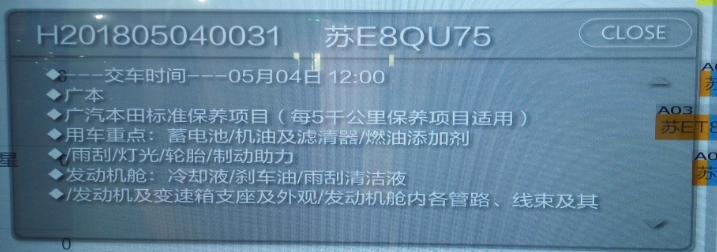 H201805040031 苏E8QU75 CLOSE
---交车时间---05月04日 12:00
广本
广汽本田标准保养项目（每5千公里保养项目适用）
用车重点：蓄电池/机油及滤清器/燃油添加剂
/雨刮/灯光/轮胎/制动助力
发动机舱：冷却液/刹车油/雨刮清洁液
/发动机及变速箱支座及外观/发动机舱内各管路、线束及其
A03
苏ET8
星
0